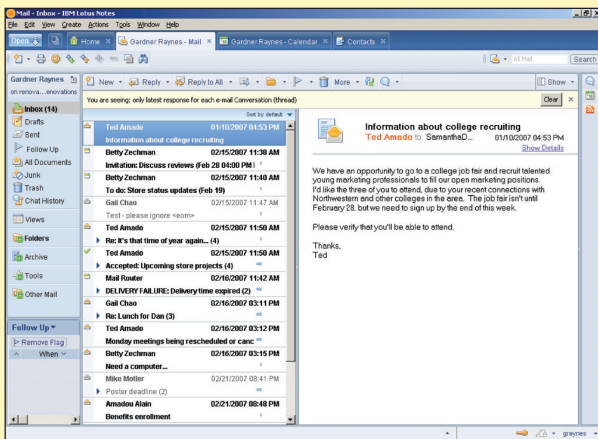 Mail - Inbox - IBM Lotus Notes
File Edit View Create Actions Tools Window Help
Open Home × Gardner Raynes - Mail × Gardner Raynes - Calendar × Contacts ×
All Mail Search
Gardner Raynes
on renova...enovations
New Reply Reply to All More Show
You are seeing: only latest response for each e-mail Conversation (thread) Clear ×
Inbox (14)
Drafts
Sent
Follow Up
All Documents
Junk
Trash
Chat History
Views
Folders
Archive
Tools
Other Mail
Follow Up
Remove Flag
When
Sort by default
Ted Amado 01/10/2007 04:53 PM
Information about college recruiting
Betty Zechman 02/15/2007 11:38 AM
Invitation: Discuss reviews (Feb 28 04:00 PM)
Betty Zechman 02/15/2007 11:40 AM
To do: Store status updates (Feb 19)
Gail Chao 02/15/2007 11:47 AM
Test - please ignore <eom>
Ted Amado 02/15/2007 11:50 AM
Re: It's that time of year again... (4)
Ted Amado 02/15/2007 11:50 AM
Accepted: Upcoming store projects (4)
Mail Router 02/16/2007 11:42 AM
DELIVERY FAILURE: Delivery time expired (2)
Gail Chao 02/16/2007 03:11 PM
Re: Lunch for Dan (3)
Ted Amado 02/16/2007 03:12 PM
Monday meetings being rescheduled or canc
Betty Zechman 02/16/2007 03:15 PM
Need a computer...
Mike Motler 02/21/2007 08:41 PM
Poster deadline (2)
Amadou Alain 02/21/2007 08:48 PM
Benefits enrollment
Information about college recruiting
Ted Amado to: SamanthaD... 01/10/2007 04:53 PM
Show Details
We have an opportunity to go to a college job fair and recruit talented
young marketing professionals to fill our open marketing positions.
I'd like the three of you to attend, due to your recent connections with
Northwestern and other colleges in the area. The job fair isn't until
February 28, but we need to sign up by the end of this week.
Please verify that you'll be able to attend.
Thanks,
Ted
graynes